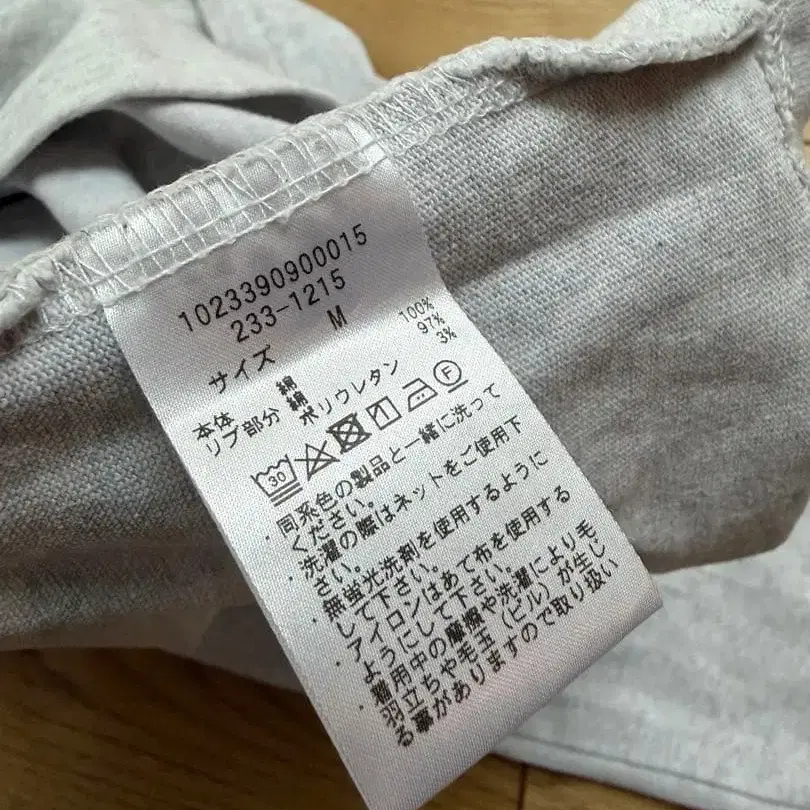 1023390900015
233-1215
サイズ M
本体 綿 100%
リブ部分 綿 97%
ポリウレタン 3%
30 F
・同系色の製品と一緒に洗って
ください。
・洗濯の際はネットをご使用下
さい。
・無蛍光洗剤を使用するように
して下さい。
・アイロンはあて布を使用する
ようにして下さい。
・着用中の摩擦や洗濯により毛
羽立ちや毛玉(ピル)が生じ
る事がありますので取り扱い